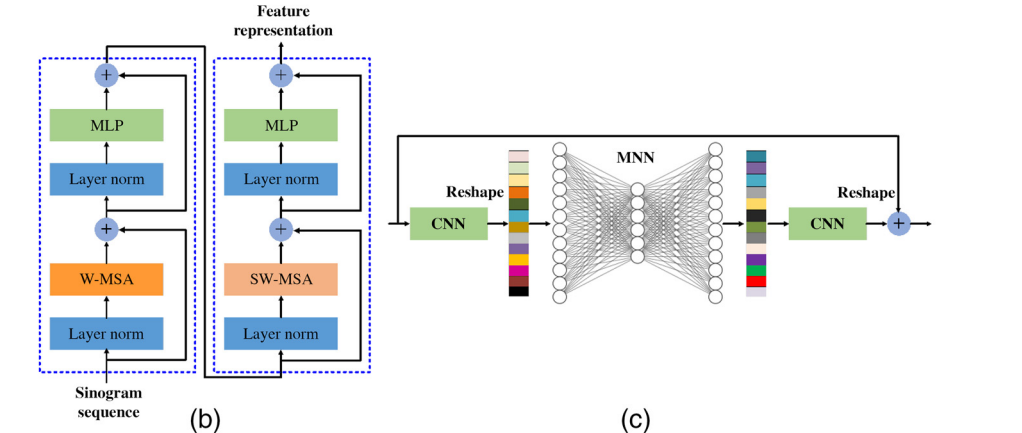 Feature
representation
MLP
Layer norm
W-MSA
Layer norm
Sinogram
sequence
MLP
Layer norm
SW-MSA
Layer norm
(b)
CNN
Reshape
MNN
Reshape
CNN
(c)
+
+
+
+
+